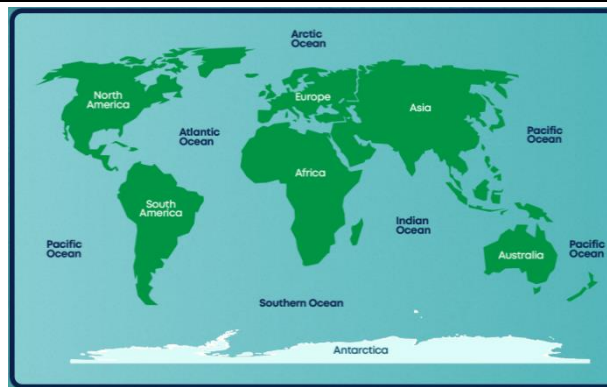 Arctic
Ocean
North
America
Europe
Asia
Atlantic
Ocean
Pacific
Ocean
Africa
South
America
Indian
Ocean
Pacific
Ocean
Australia
Pacific
Ocean
Southern Ocean
Antarctica